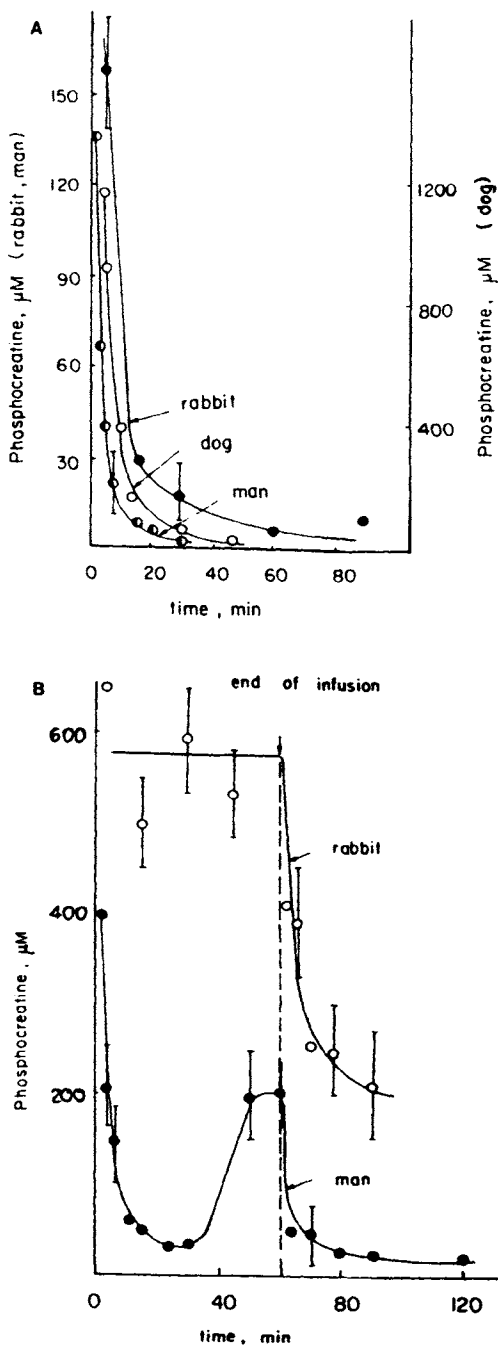 A
Phosphocreatine, μM (rabbit, man)
150
120
90
60
30
1200
800
400
Phosphocreatine, μM (dog)
rabbit
dog
man
0
20
40
60
80
time, min
B
end of infusion
600
400
200
Phosphocreatine, μM
rabbit
man
0
40
80
120
time, min